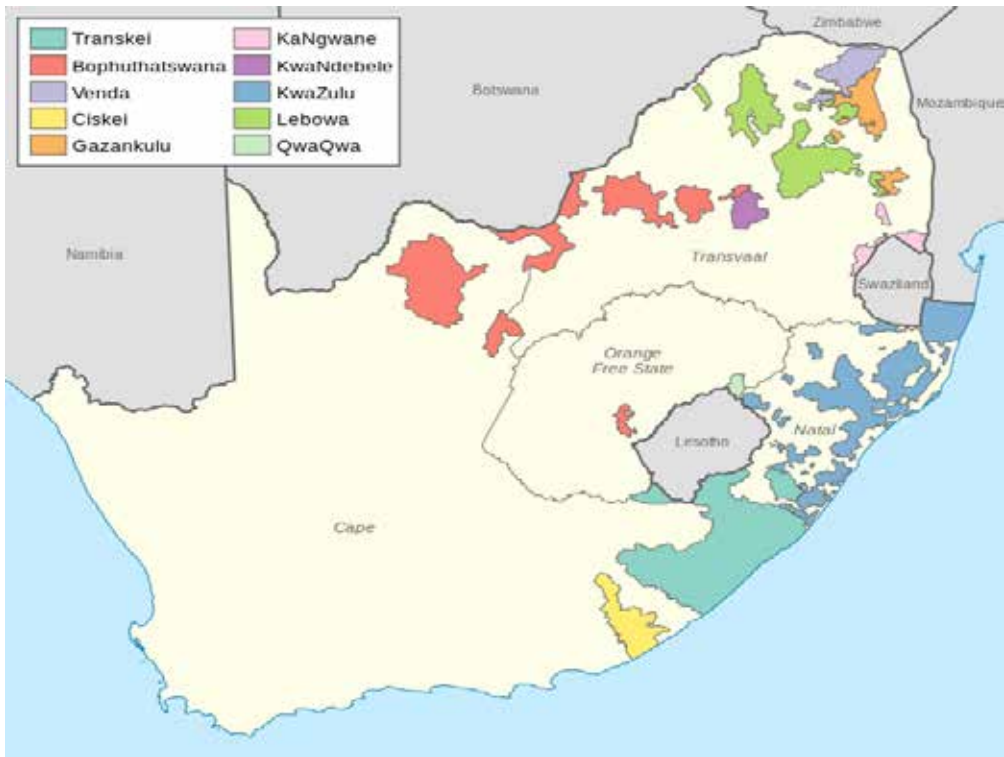 Transkei
Bophuthatswana
Venda
Ciskei
Gazankulu
KaNgwane
KwaNdebele
KwaZulu
Lebowa
QwaQwa
Zimbabwe
Botswana
Mozambique
Namibia
Transvaal
Swaziland
Orange
Free State
Natal
Lesotho
Cape